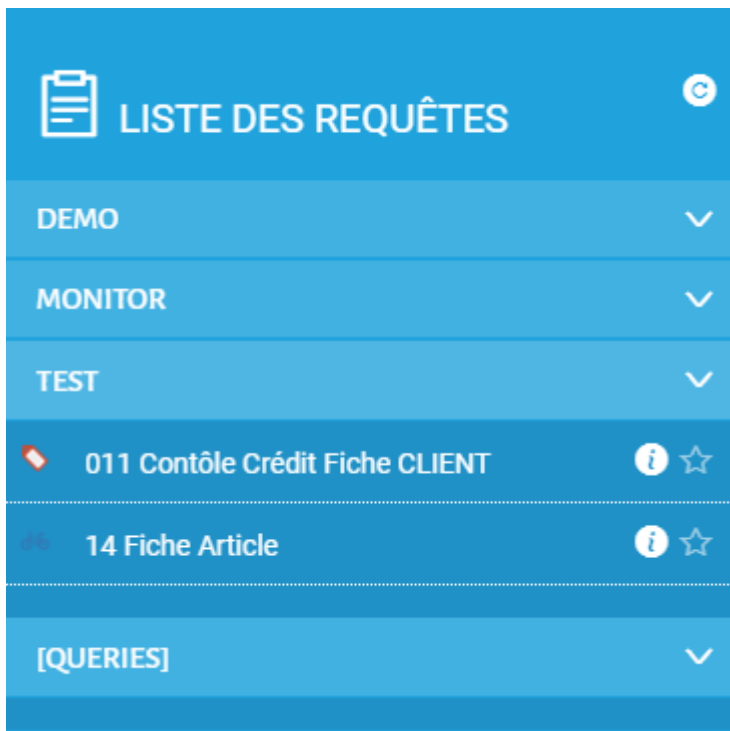 LISTE DES REQUÊTES
DEMO
MONITOR
TEST
011 Contôle Crédit Fiche CLIENT
14 Fiche Article
[QUERIES]